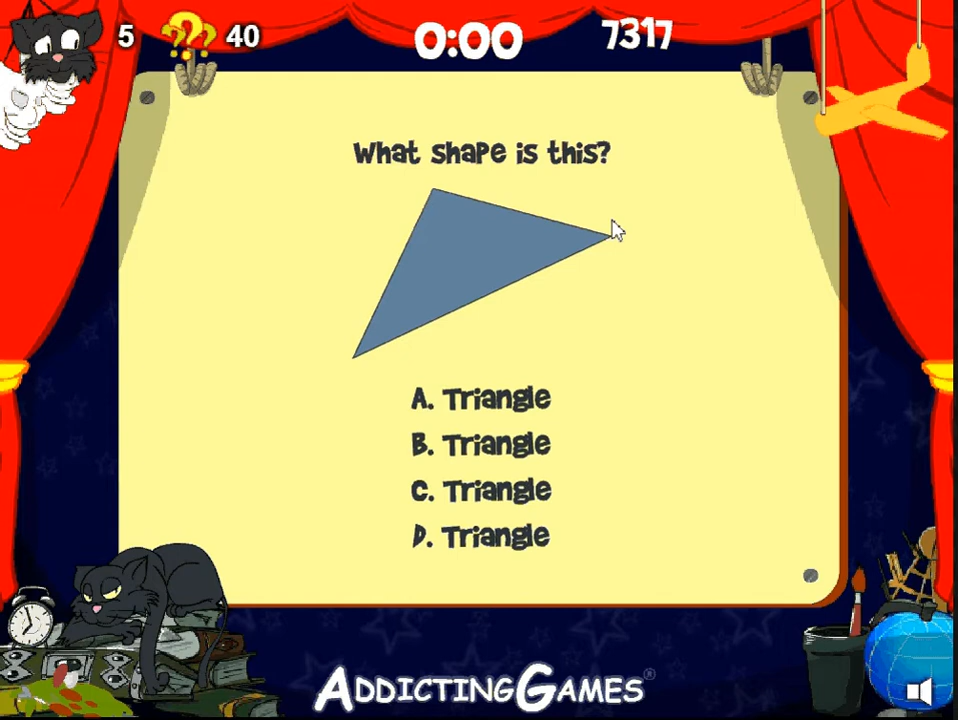 5 ??? 40 0:00 7317
What shape is this?
A. Triangle
B. Triangle
C. Triangle
D. Triangle
ADDICTINGGAMES®